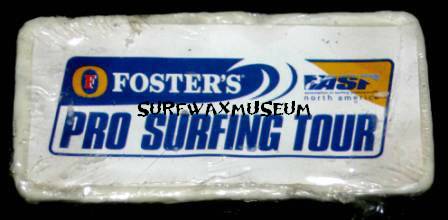 F FOSTER'S ASP
north america
SURFWAXMUSEUM
PRO SURFING TOUR